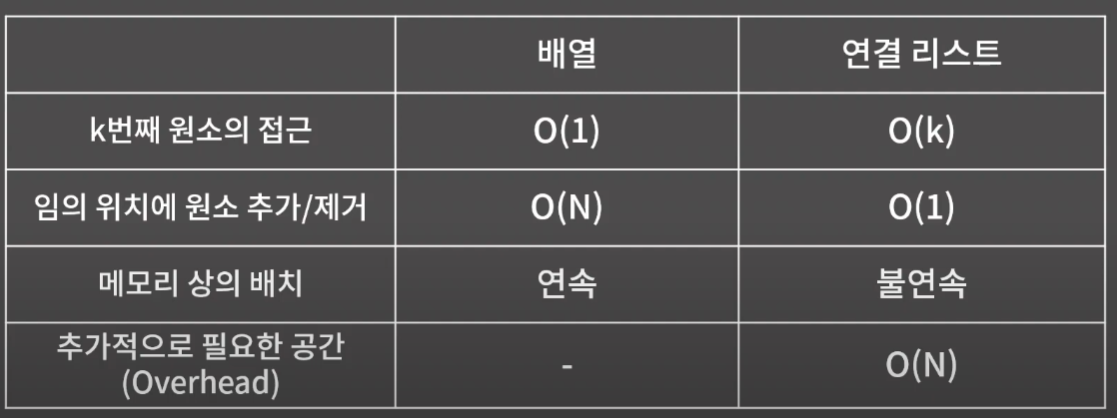 배열 연결 리스트
k번째 원소의 접근 O(1) O(k)
임의 위치에 원소 추가/제거 O(N) O(1)
메모리 상의 배치 연속 불연속
추가적으로 필요한 공간
(Overhead) - O(N)